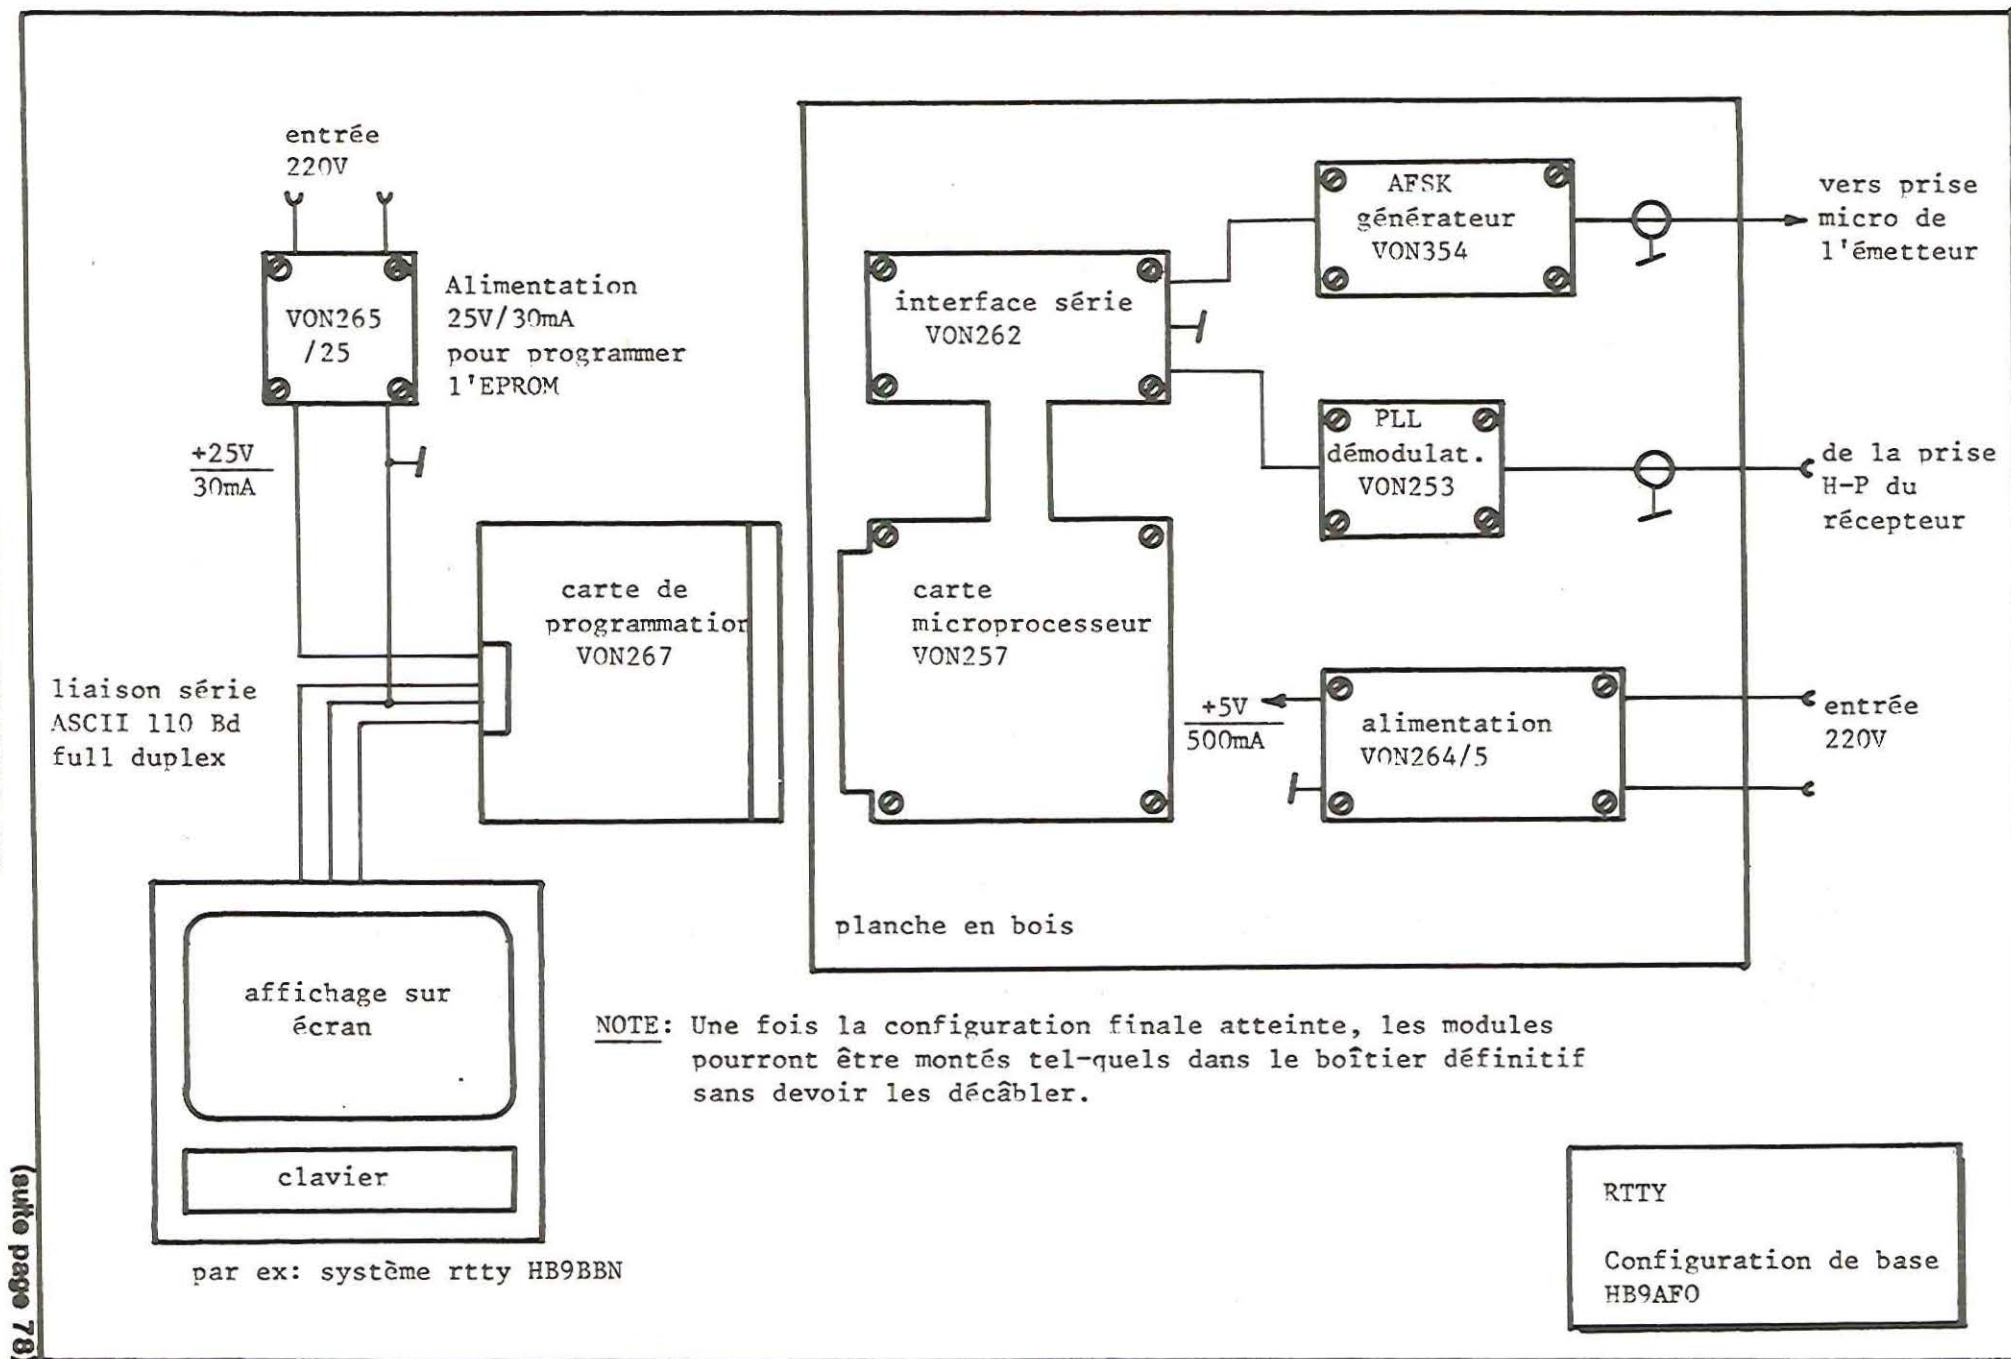 entrée
220V
VON265
/25
Alimentation
25V/30mA
pour programmer
l'EPROM
+25V
30mA
carte de
programmation
VON267
liaison série
ASCII 110 Bd
full duplex
affichage sur
écran
clavier
par ex: système rtty HB9BBN
AFSK
générateur
VON354
vers prise
micro de
l'émetteur
interface série
VON262
PLL
démodulat.
VON253
de la prise
H-P du
récepteur
carte
microprocesseur
VON257
+5V
500mA
alimentation
VON264/5
entrée
220V
planche en bois
NOTE: Une fois la configuration finale atteinte, les modules
pourront être montés tel-quels dans le boîtier définitif
sans devoir les décâbler.
RTTY
Configuration de base
HB9AFO
(suite page 78)